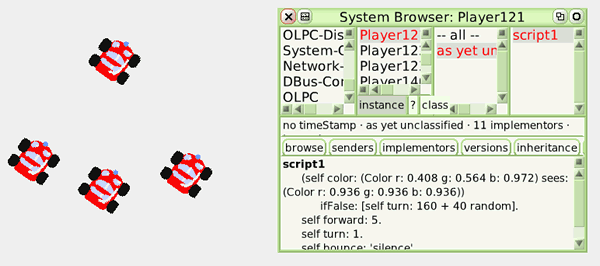 System Browser: Player121
OLPC-Dis
System-
Network-
DBus-Cor
OLPC
Player12
Player12
Player12
Player14
instance ? class
-- all --
as yet un
script1
no timeStamp · as yet unclassified · 11 implementors ·
browse senders implementors versions inheritance
script1
(self color: (Color r: 0.408 g: 0.564 b: 0.972) sees:
(Color r: 0.936 g: 0.936 b: 0.936))
ifFalse: [self turn: 160 + 40 random].
self forward: 5.
self turn: 1.
self bounce: 'silence'